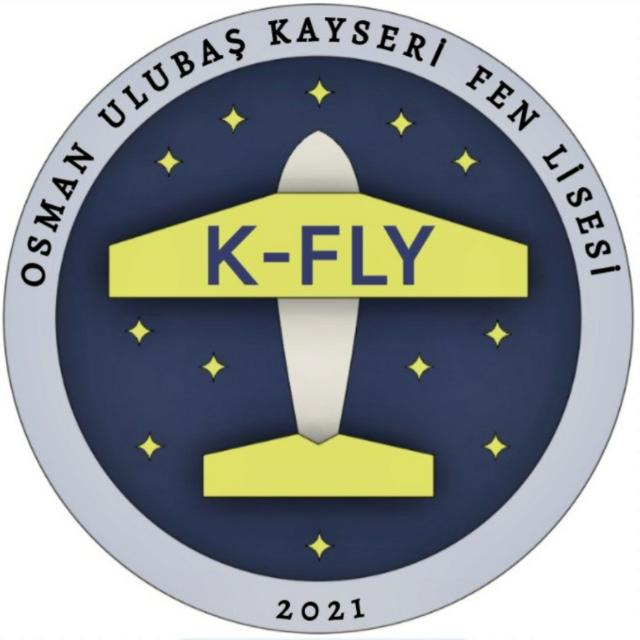 OSMAN ULUBAŞ KAYSERİ FEN LİSESİ
K-FLY
2021